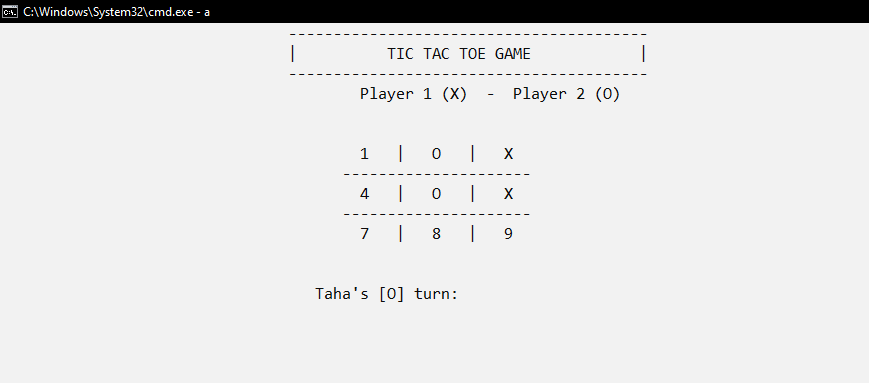 C:\Windows\System32\cmd.exe - a
----------------------------------------
| TIC TAC TOE GAME |
----------------------------------------
Player 1 (X) - Player 2 (O)
1 | O | X
---------------------
4 | O | X
---------------------
7 | 8 | 9
Taha's [O] turn: